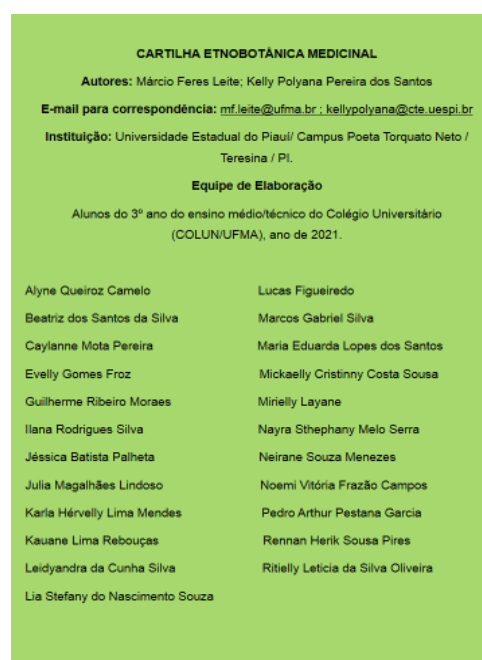 CARTILHA ETNOBOTÂNICA MEDICINAL
Autores: Márcio Feres Leite; Kelly Polyana Pereira dos Santos
E-mail para correspondência: mf.leite@ufma.br ; kellypolyana@cte.uespi.br
Instituição: Universidade Estadual do Piauí/ Campus Poeta Torquato Neto /
Teresina / PI.
Equipe de Elaboração
Alunos do 3º ano do ensino médio/técnico do Colégio Universitário
(COLUN/UFMA), ano de 2021.
Alyne Queiroz Camelo
Beatriz dos Santos da Silva
Caylanne Mota Pereira
Evelly Gomes Froz
Guilherme Ribeiro Moraes
Ilana Rodrigues Silva
Jéssica Batista Palheta
Julia Magalhães Lindoso
Karla Hérvelly Lima Mendes
Kauane Lima Rebouças
Leidyandra da Cunha Silva
Lia Stefany do Nascimento Souza
Lucas Figueiredo
Marcos Gabriel Silva
Maria Eduarda Lopes dos Santos
Mickaelly Cristinny Costa Sousa
Mirielly Layane
Nayra Sthephany Melo Serra
Neirane Souza Menezes
Noemi Vitória Frazão Campos
Pedro Arthur Pestana Garcia
Rennan Herik Sousa Pires
Ritielly Leticia da Silva Oliveira